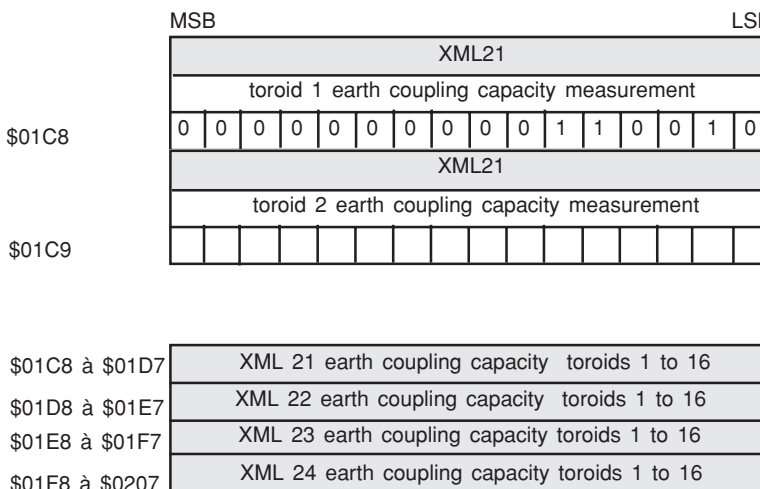 MSB LSB
XML21
toroid 1 earth coupling capacity measurement
$01C8 0 0 0 0 0 0 0 0 0 0 1 1 0 0 1 0
XML21
toroid 2 earth coupling capacity measurement
$01C9
$01C8 à $01D7 XML 21 earth coupling capacity toroids 1 to 16
$01D8 à $01E7 XML 22 earth coupling capacity toroids 1 to 16
$01E8 à $01F7 XML 23 earth coupling capacity toroids 1 to 16
$01F8 à $0207 XML 24 earth coupling capacity toroids 1 to 16